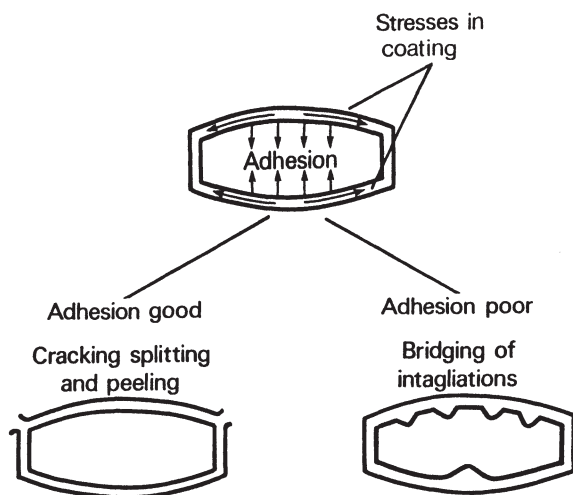 Stresses in
coating
Adhesion
Adhesion good
Adhesion poor
Cracking splitting
and peeling
Bridging of
intagliations